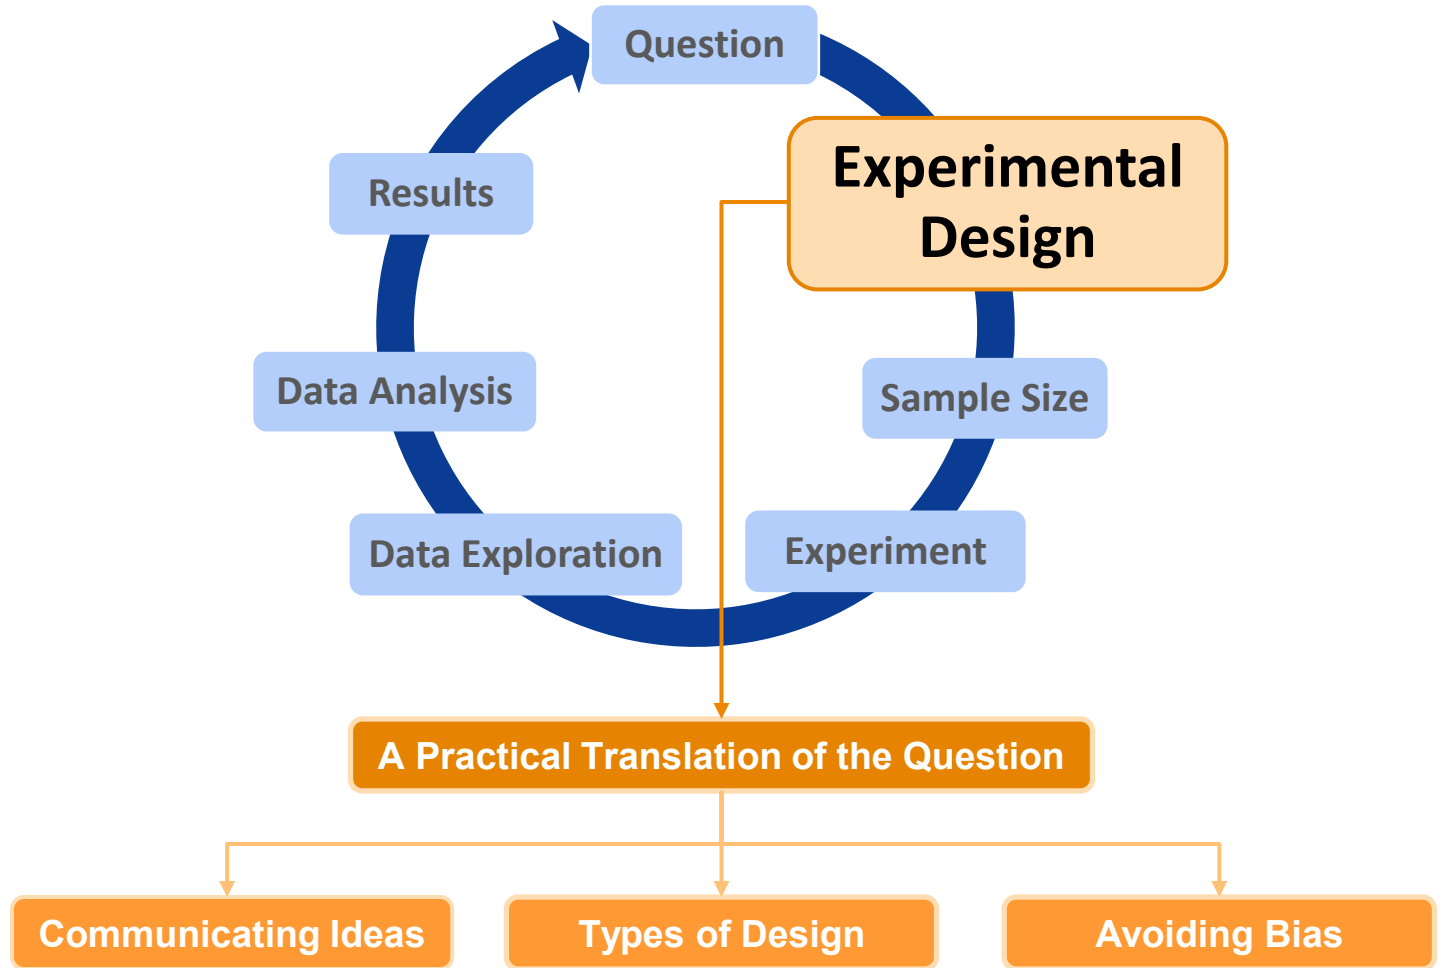 Question
Experimental
Design
Results
Data Analysis
Sample Size
Data Exploration
Experiment
A Practical Translation of the Question
Communicating Ideas
Types of Design
Avoiding Bias